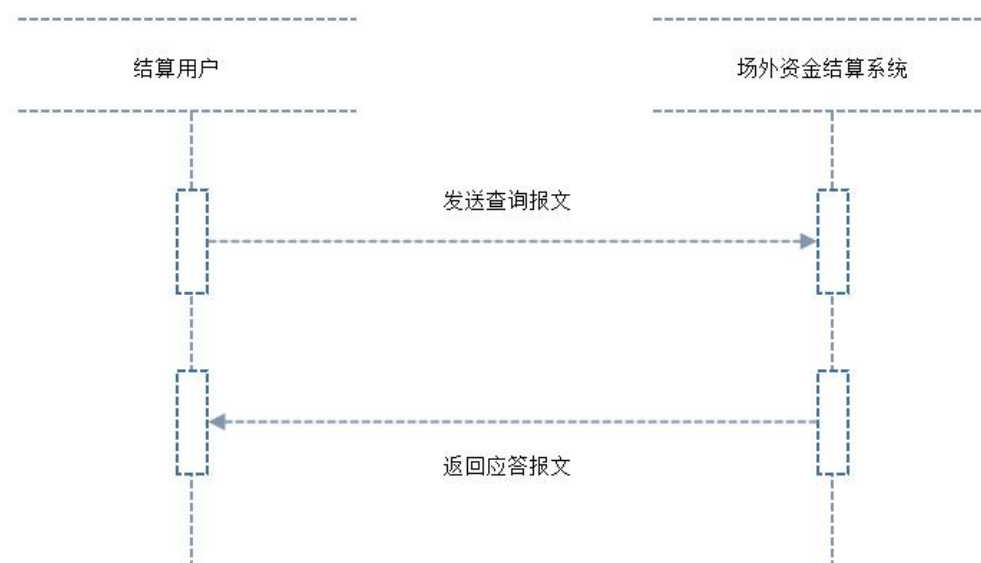 结算用户
场外资金结算系统
发送查询报文
返回应答报文